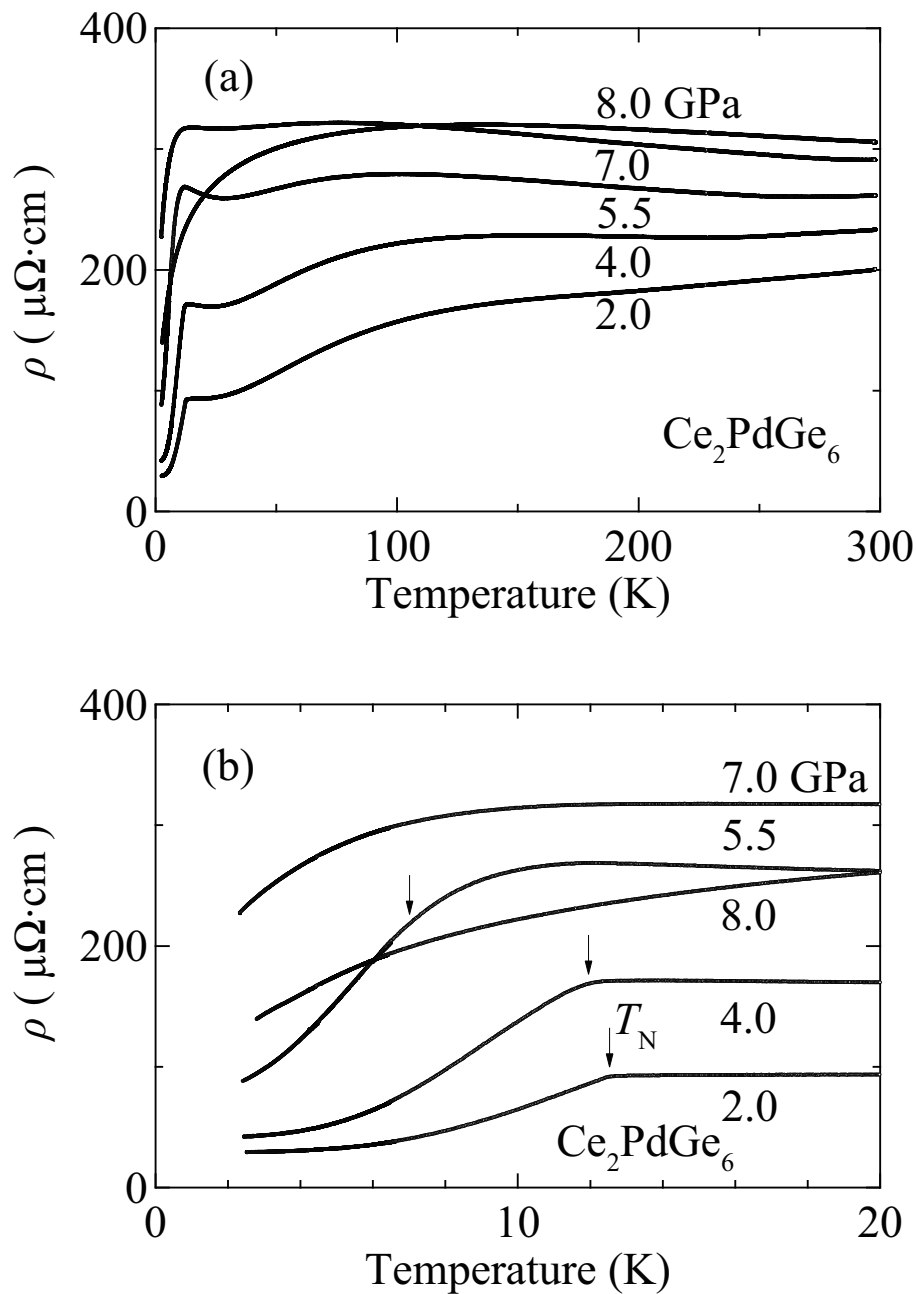 400
(a)
8.0 GPa
7.0
5.5
4.0
2.0
200
ρ ( μΩ·cm )
Ce₂PdGe₆
0
0 100 200 300
Temperature (K)
400
(b)
7.0 GPa
5.5
8.0
200
ρ ( μΩ·cm )
T_N
4.0
2.0
Ce₂PdGe₆
0
0 10 20
Temperature (K)